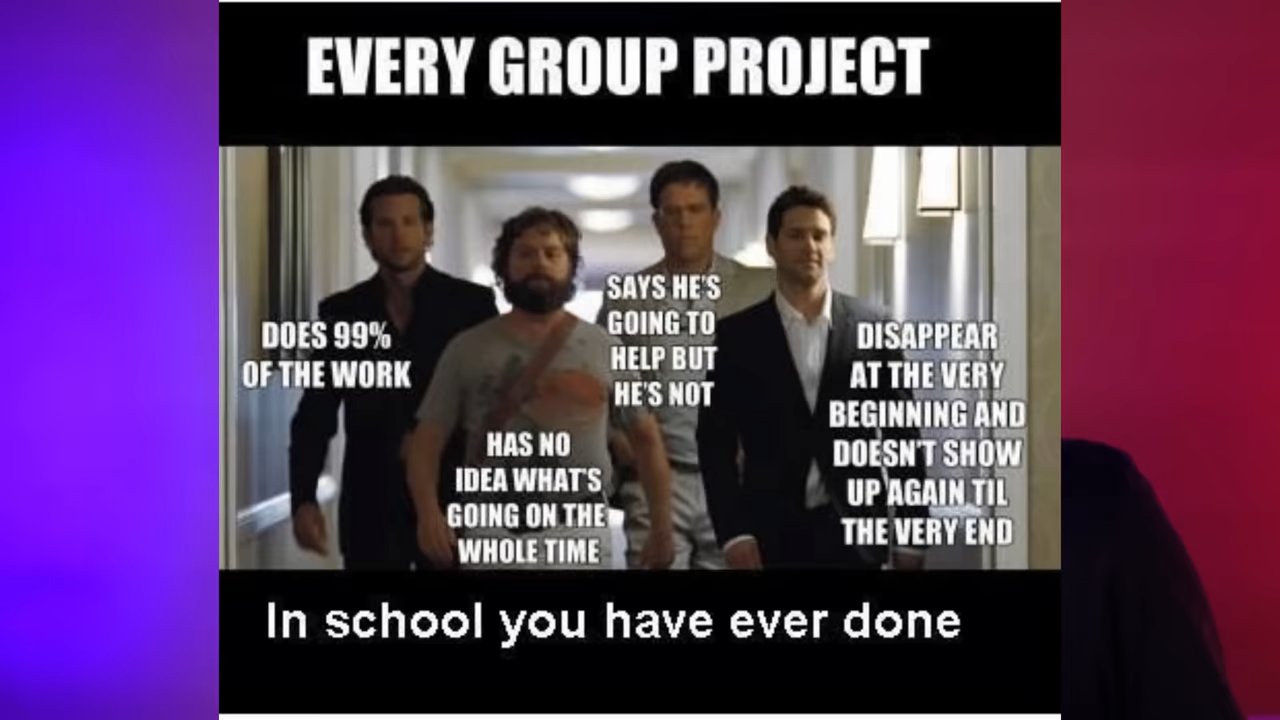 EVERY GROUP PROJECT
DOES 99%
OF THE WORK
HAS NO
IDEA WHAT'S
GOING ON THE
WHOLE TIME
SAYS HE'S
GOING TO
HELP BUT
HE'S NOT
DISAPPEAR
AT THE VERY
BEGINNING AND
DOESN'T SHOW
UP AGAIN TIL
THE VERY END
In school you have ever done